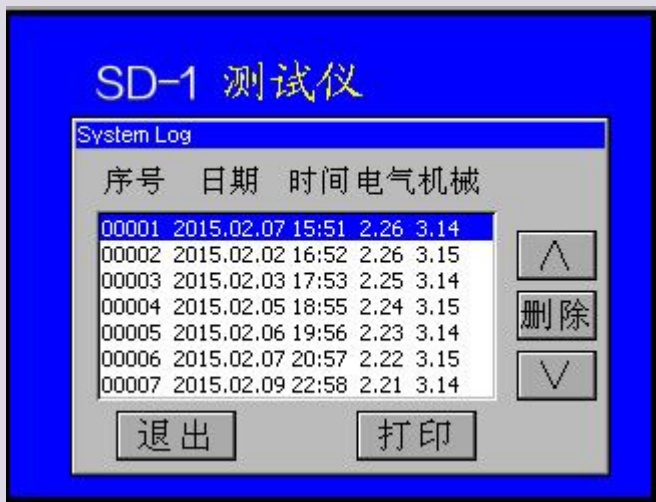 SD-1 测试仪
System Log
序号 日期 时间 电气 机械
00001 2015.02.07 15:51 2.26 3.14
00002 2015.02.02 16:52 2.26 3.15
00003 2015.02.03 17:53 2.25 3.14
00004 2015.02.05 18:55 2.24 3.15
00005 2015.02.06 19:56 2.23 3.14
00006 2015.02.07 20:57 2.22 3.15
00007 2015.02.09 22:58 2.21 3.14
删除
退出 打印